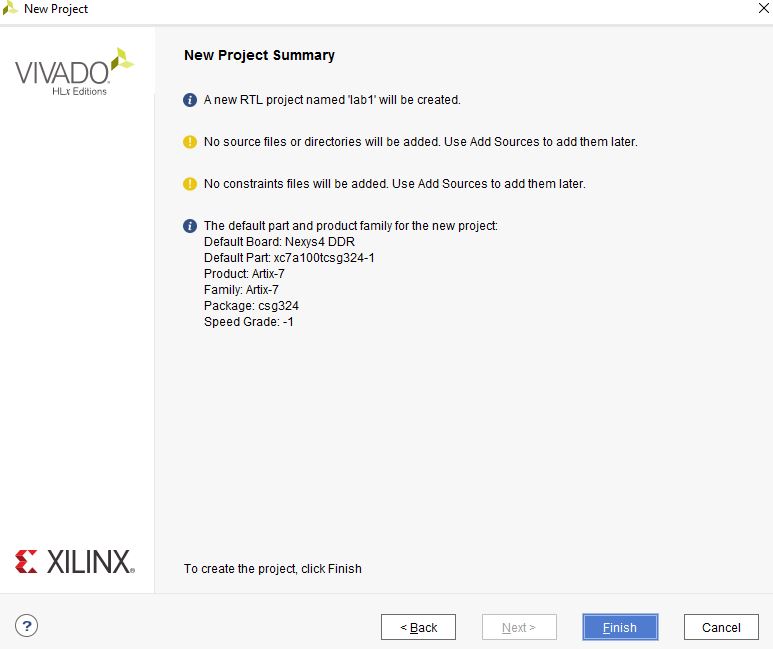 New Project
VIVADO
HLx Editions
New Project Summary
A new RTL project named 'lab1' will be created.
No source files or directories will be added. Use Add Sources to add them later.
No constraints files will be added. Use Add Sources to add them later.
The default part and product family for the new project:
Default Board: Nexys4 DDR
Default Part: xc7a100tcsg324-1
Product: Artix-7
Family: Artix-7
Package: csg324
Speed Grade: -1
XILINX
To create the project, click Finish
?
< Back
Next >
Finish
Cancel